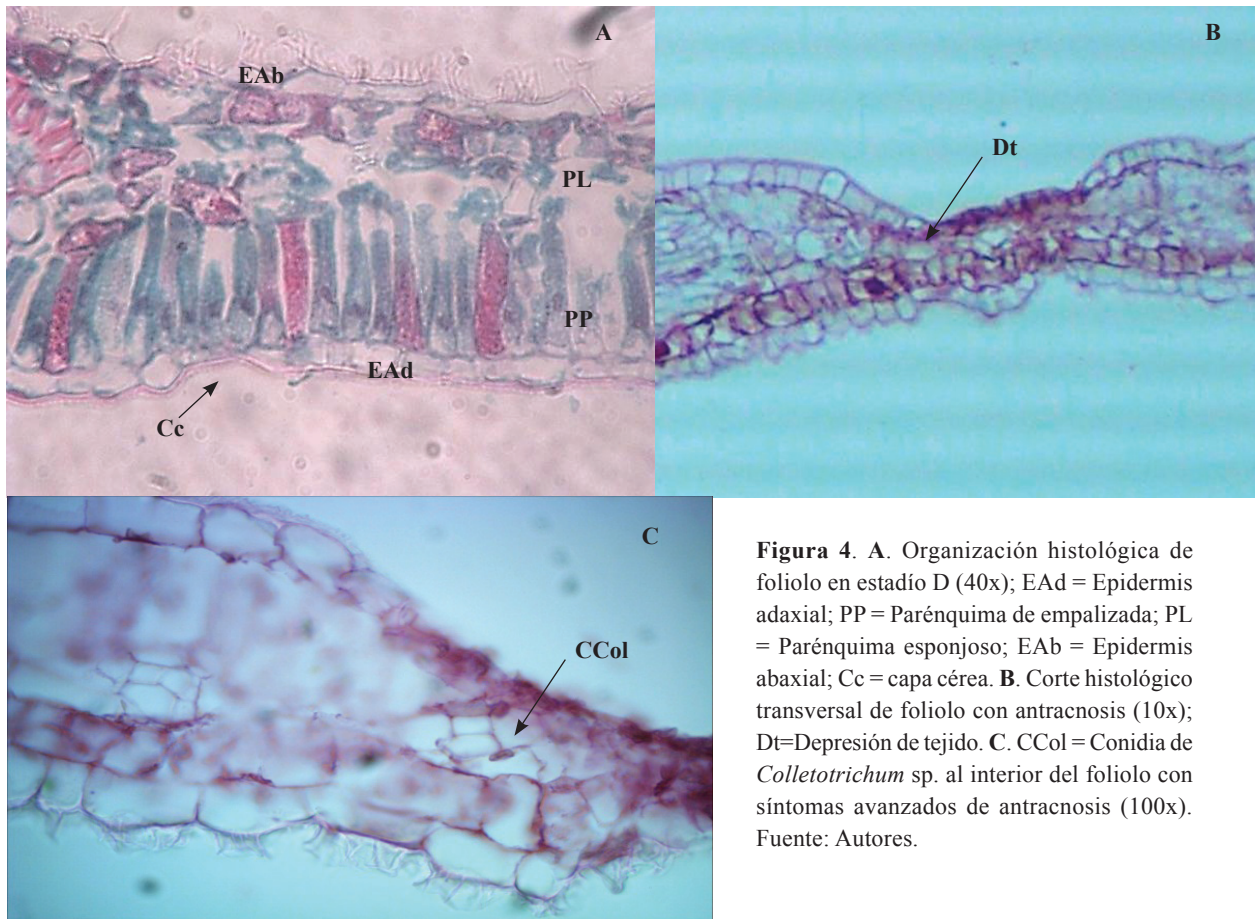 A
EAb
PL
PP
EAd
Cc
B
Dt
C
CCol
Figura 4. A. Organización histológica de
foliolo en estadío D (40x); EAd = Epidermis
adaxial; PP = Parénquima de empalizada; PL
= Parénquima esponjoso; EAb = Epidermis
abaxial; Cc = capa cérea. B. Corte histológico
transversal de foliolo con antracnosis (10x);
Dt=Depresión de tejido. C. CCol = Conidia de
Colletotrichum sp. al interior del foliolo con
síntomas avanzados de antracnosis (100x).
Fuente: Autores.